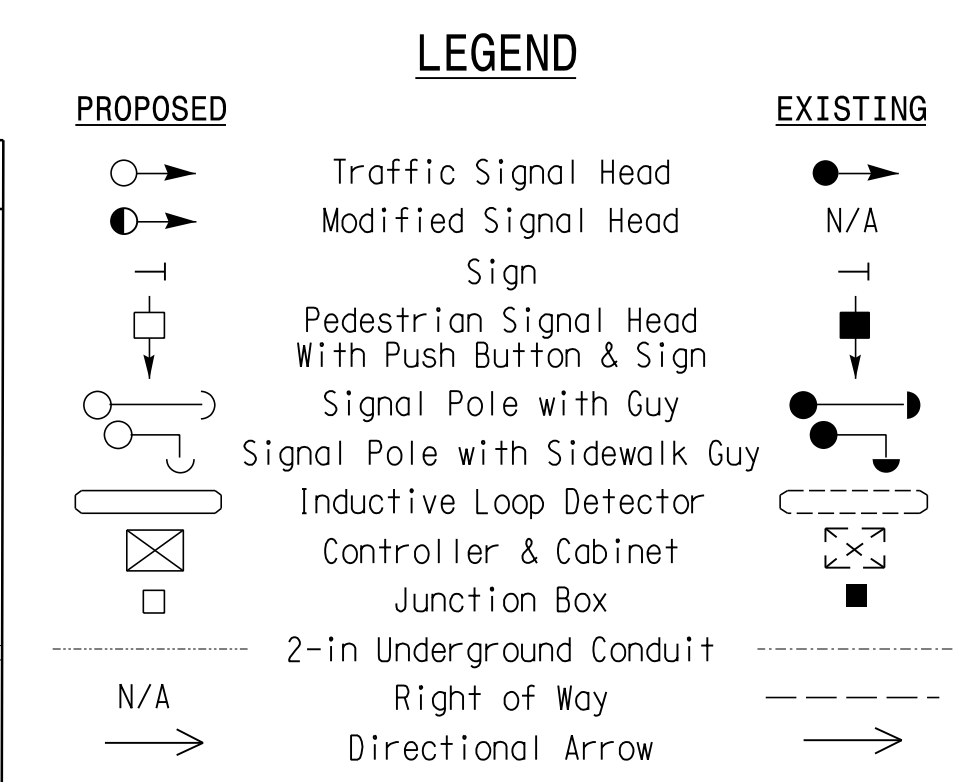 LEGEND
PROPOSED EXISTING
Traffic Signal Head
Modified Signal Head N/A
Sign
Pedestrian Signal Head
With Push Button & Sign
Signal Pole with Guy
Signal Pole with Sidewalk Guy
Inductive Loop Detector
Controller & Cabinet
Junction Box
2-in Underground Conduit
N/A Right of Way
Directional Arrow